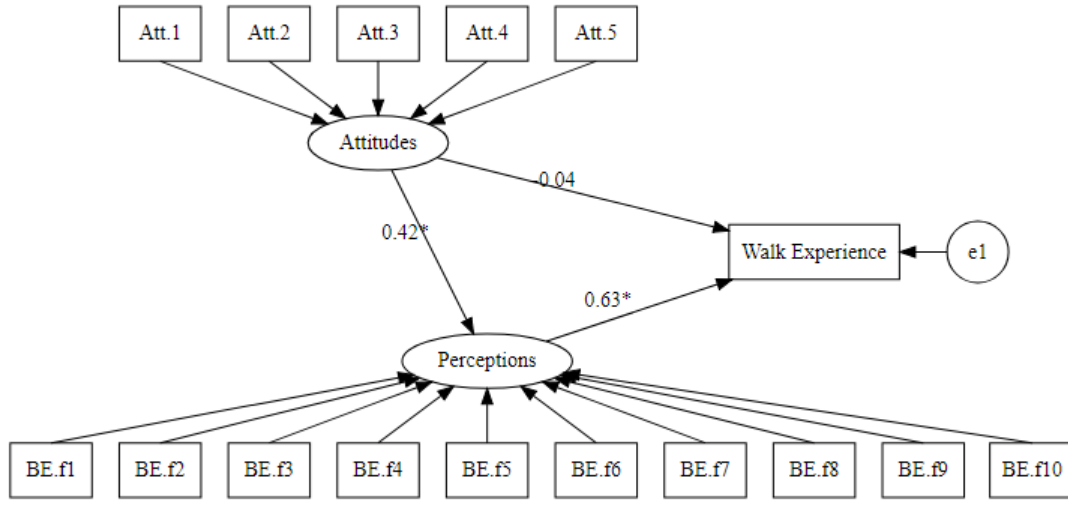 Att.1
Att.2
Att.3
Att.4
Att.5
Attitudes
-0.04
0.42*
Walk Experience
e1
0.63*
Perceptions
BE.f1
BE.f2
BE.f3
BE.f4
BE.f5
BE.f6
BE.f7
BE.f8
BE.f9
BE.f10